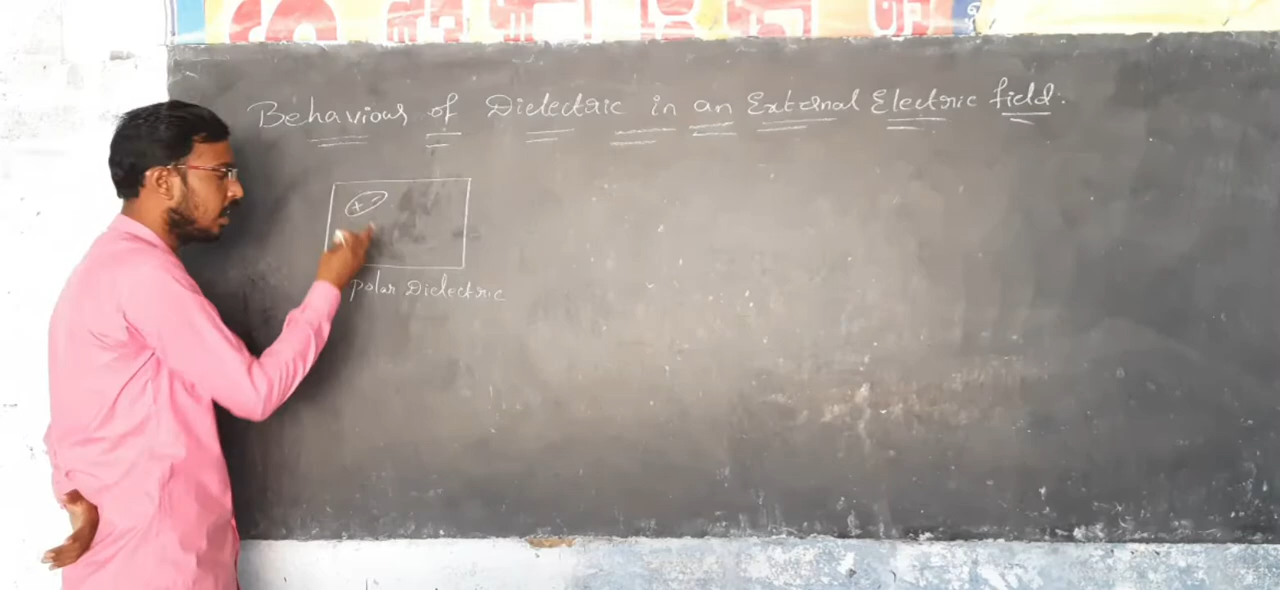 Behaviour of Dielectric in an External Electric field.
+ -
polar Dielectric